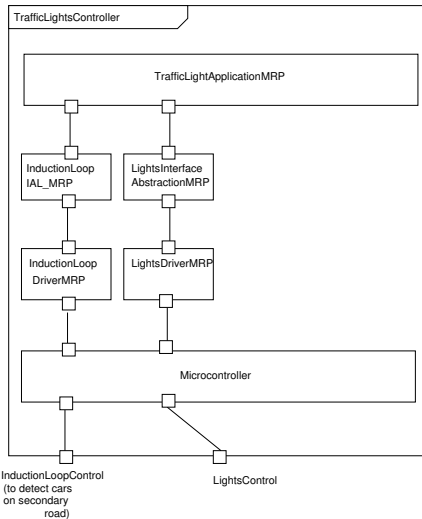 TrafficLightsController
TrafficLightApplicationMRP
InductionLoop
IAL_MRP
LightsInterface
AbstractionMRP
InductionLoop
DriverMRP
LightsDriverMRP
Microcontroller
InductionLoopControl
(to detect cars
on secondary
road)
LightsControl